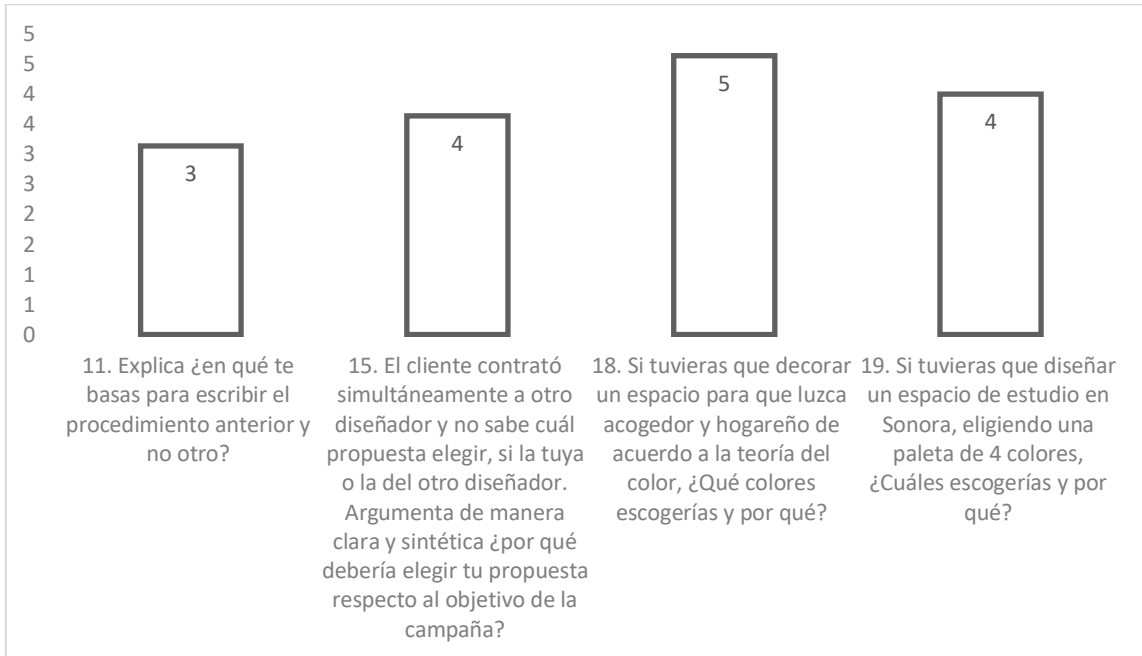 5
5
4
4
3
3
2
2
1
1
0
3
4
5
4
11. Explica ¿en qué te
basas para escribir el
procedimiento anterior y
no otro?
15. El cliente contrató
simultáneamente a otro
diseñador y no sabe cuál
propuesta elegir, si la tuya
o la del otro diseñador.
Argumenta de manera
clara y sintética ¿por qué
debería elegir tu propuesta
respecto al objetivo de la
campaña?
18. Si tuvieras que decorar
un espacio para que luzca
acogedor y hogareño de
acuerdo a la teoría del
color, ¿Qué colores
escogerías y por qué?
19. Si tuvieras que diseñar
un espacio de estudio en
Sonora, eligiendo una
paleta de 4 colores,
¿Cuáles escogerías y por
qué?